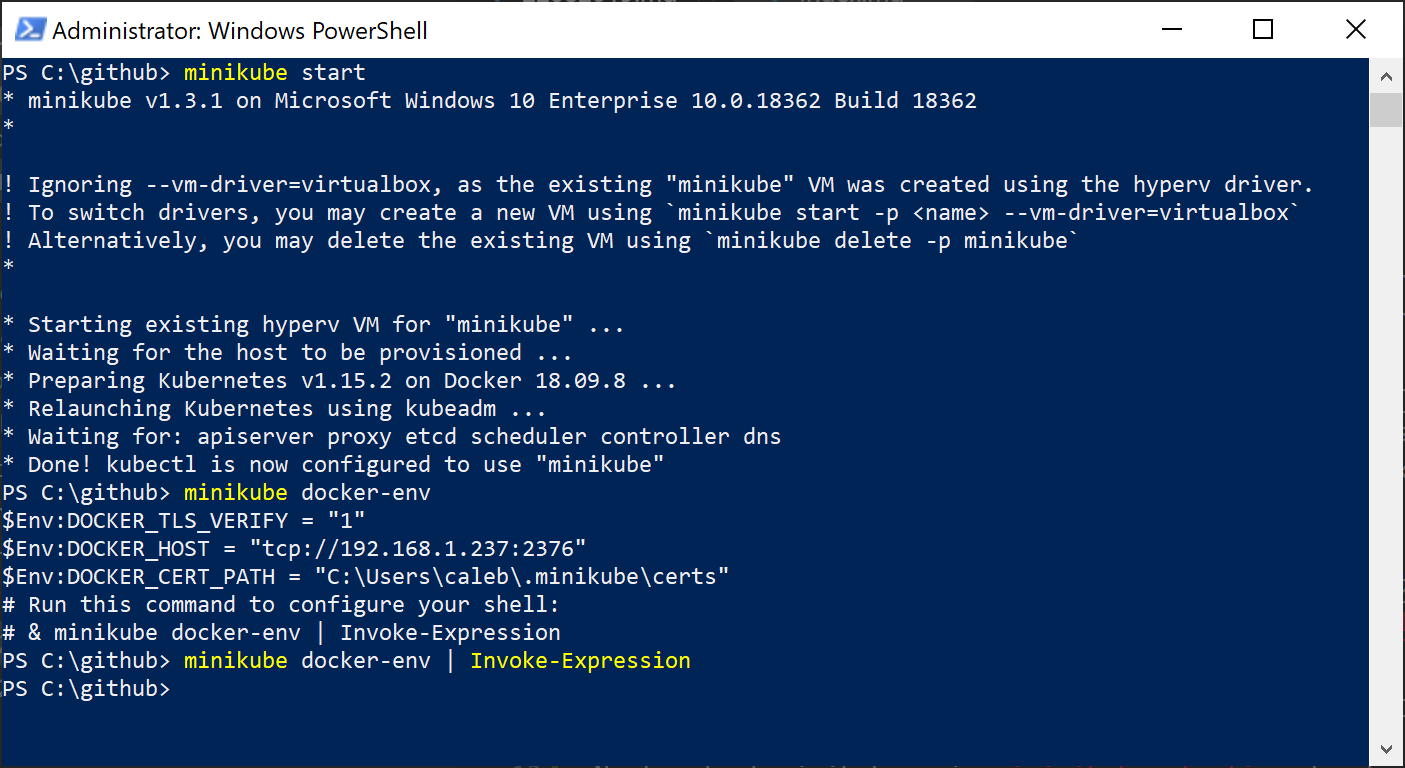 Administrator: Windows PowerShell
PS C:\github> minikube start
* minikube v1.3.1 on Microsoft Windows 10 Enterprise 10.0.18362 Build 18362
*
! Ignoring --vm-driver=virtualbox, as the existing "minikube" VM was created using the hyperv driver.
! To switch drivers, you may create a new VM using `minikube start -p <name> --vm-driver=virtualbox`
! Alternatively, you may delete the existing VM using `minikube delete -p minikube`
*
* Starting existing hyperv VM for "minikube" ...
* Waiting for the host to be provisioned ...
* Preparing Kubernetes v1.15.2 on Docker 18.09.8 ...
* Relaunching Kubernetes using kubeadm ...
* Waiting for: apiserver proxy etcd scheduler controller dns
* Done! kubectl is now configured to use "minikube"
PS C:\github> minikube docker-env
$Env:DOCKER_TLS_VERIFY = "1"
$Env:DOCKER_HOST = "tcp://192.168.1.237:2376"
$Env:DOCKER_CERT_PATH = "C:\Users\caleb\.minikube\certs"
# Run this command to configure your shell:
# & minikube docker-env | Invoke-Expression
PS C:\github> minikube docker-env | Invoke-Expression
PS C:\github>